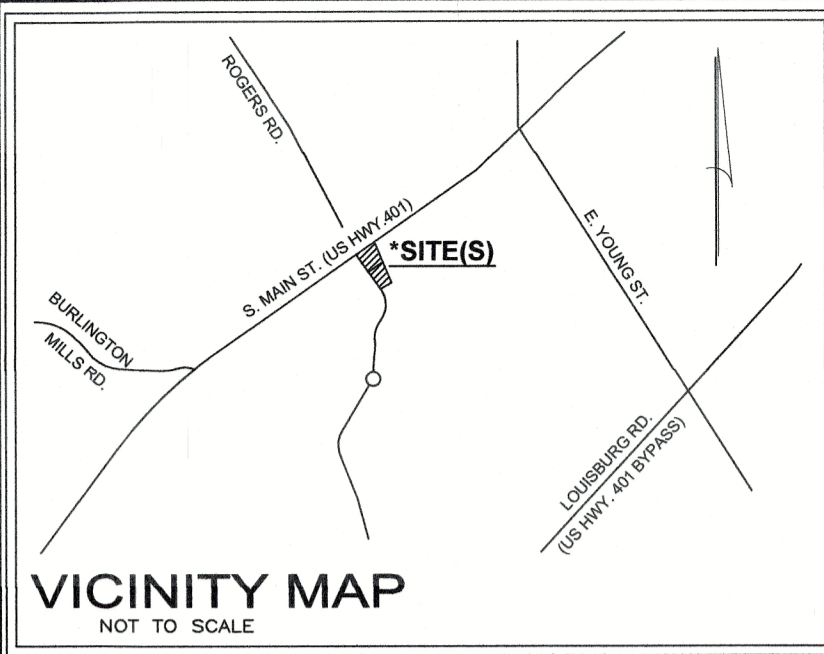 ROGERS RD.
S. MAIN ST. (US HWY.401)
*SITE(S)
E. YOUNG ST.
BURLINGTON
MILLS RD.
LOUISBURG RD.
(US HWY. 401 BYPASS)
VICINITY MAP
NOT TO SCALE